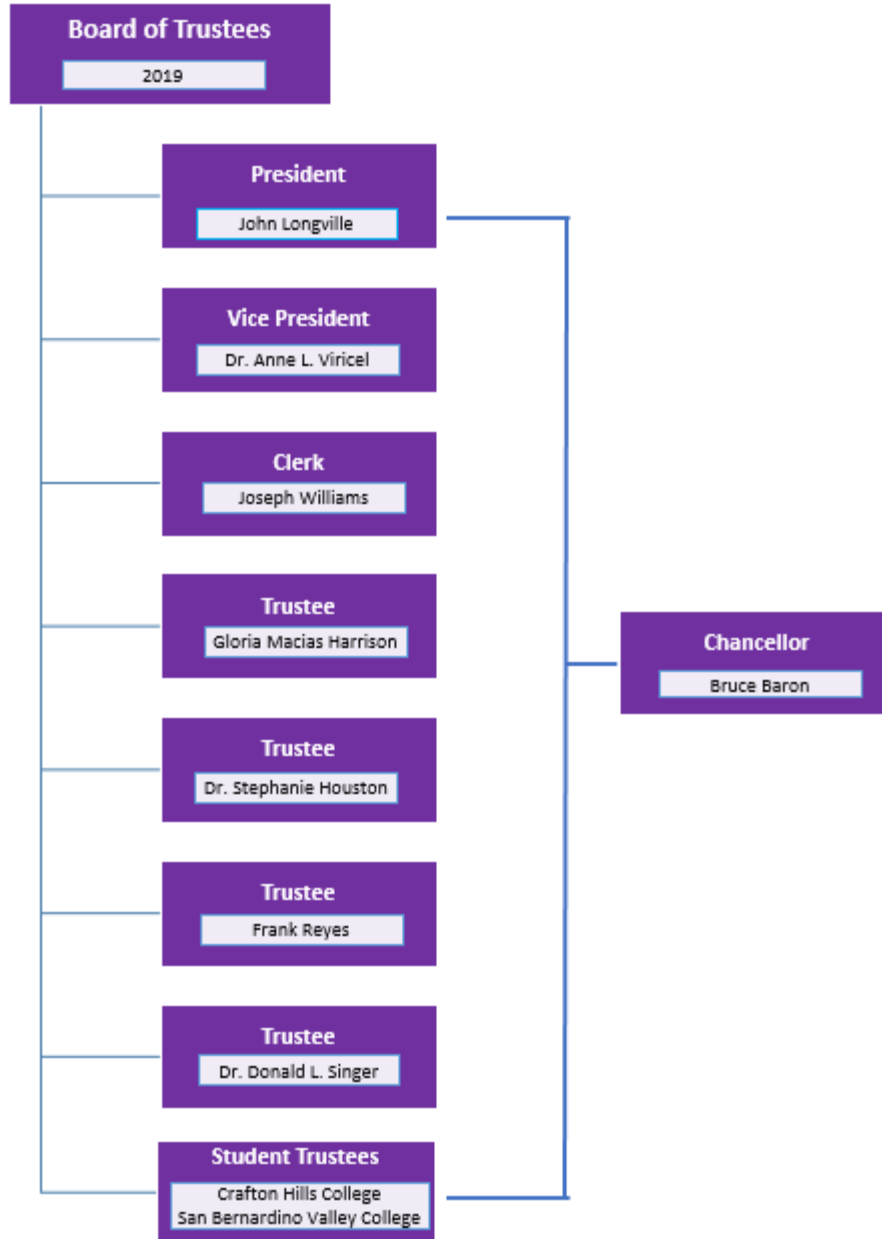 Board of Trustees
2019
President
John Longville
Vice President
Dr. Anne L. Viricel
Clerk
Joseph Williams
Trustee
Gloria Macias Harrison
Trustee
Dr. Stephanie Houston
Trustee
Frank Reyes
Trustee
Dr. Donald L. Singer
Student Trustees
Crafton Hills College
San Bernardino Valley College
Chancellor
Bruce Baron